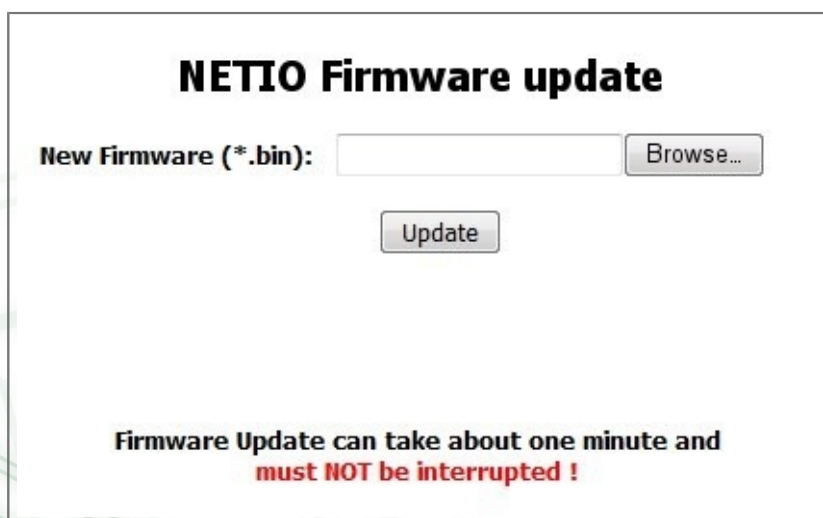 NETIO Firmware update
New Firmware (*.bin): Browse...
Update
Firmware Update can take about one minute and
must NOT be interrupted !